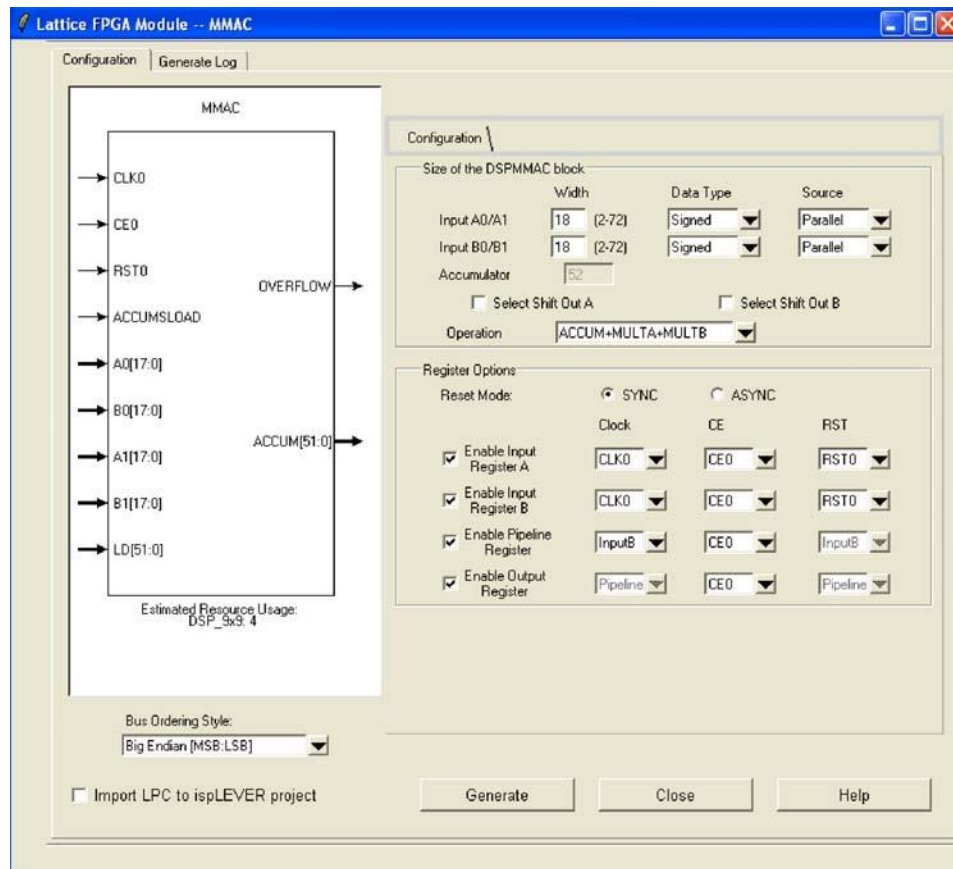 Lattice FPGA Module -- MMAC
Configuration Generate Log
MMAC
CLK0
CE0
RST0
OVERFLOW
ACCUMSLOAD
A0[17:0]
B0[17:0]
ACCUM[51:0]
A1[17:0]
B1[17:0]
LD[51:0]
Estimated Resource Usage:
DSP_9x9: 4
Bus Ordering Style:
Big Endian [MSB:LSB]
Import LPC to ispLEVER project
Configuration
Size of the DSPMMAC block
Width Data Type Source
Input A0/A1 18 (2-72) Signed Parallel
Input B0/B1 18 (2-72) Signed Parallel
Accumulator 52
Select Shift Out A Select Shift Out B
Operation ACCUM+MULTA+MULTB
Register Options
Reset Mode: SYNC ASYNC
Clock CE RST
Enable Input
Register A CLK0 CE0 RST0
Enable Input
Register B CLK0 CE0 RST0
Enable Pipeline
Register InputB CE0 InputB
Enable Output
Register Pipeline CE0 Pipeline
Generate Close Help